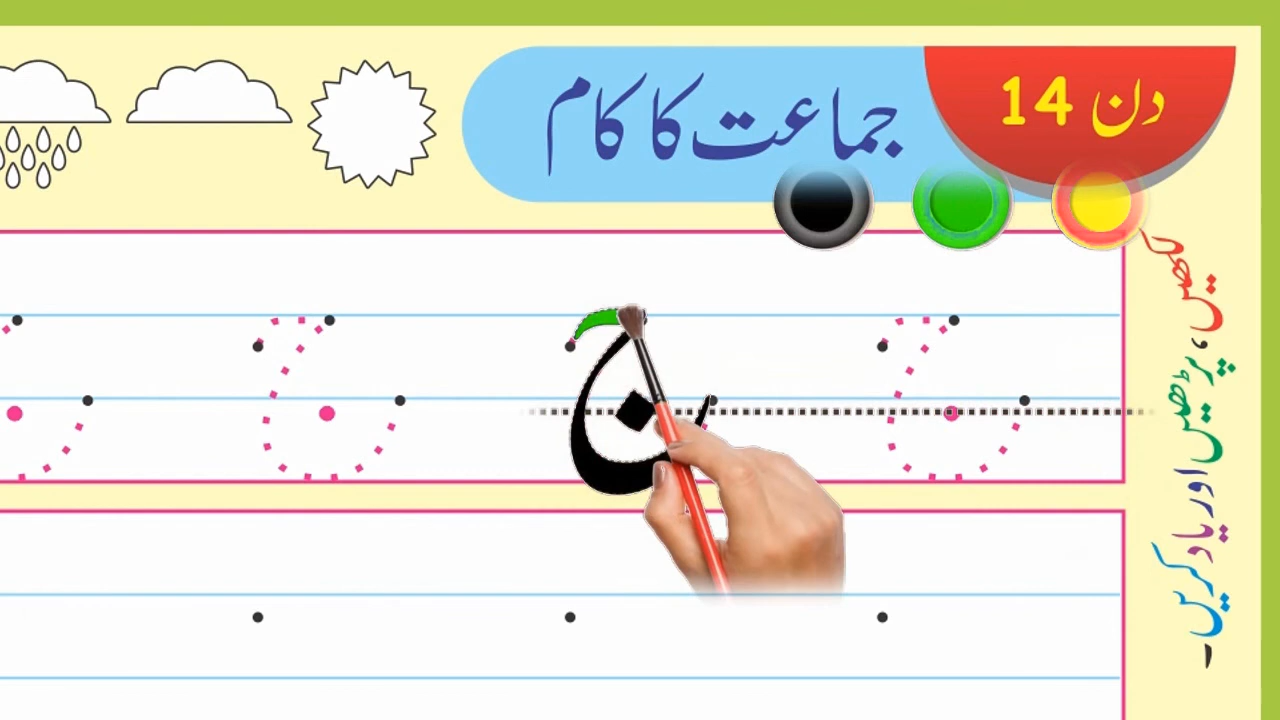 دن 14
جماعت کا کام
لکھیں، پڑھیں اور یاد کریں۔
ج ج ج ج